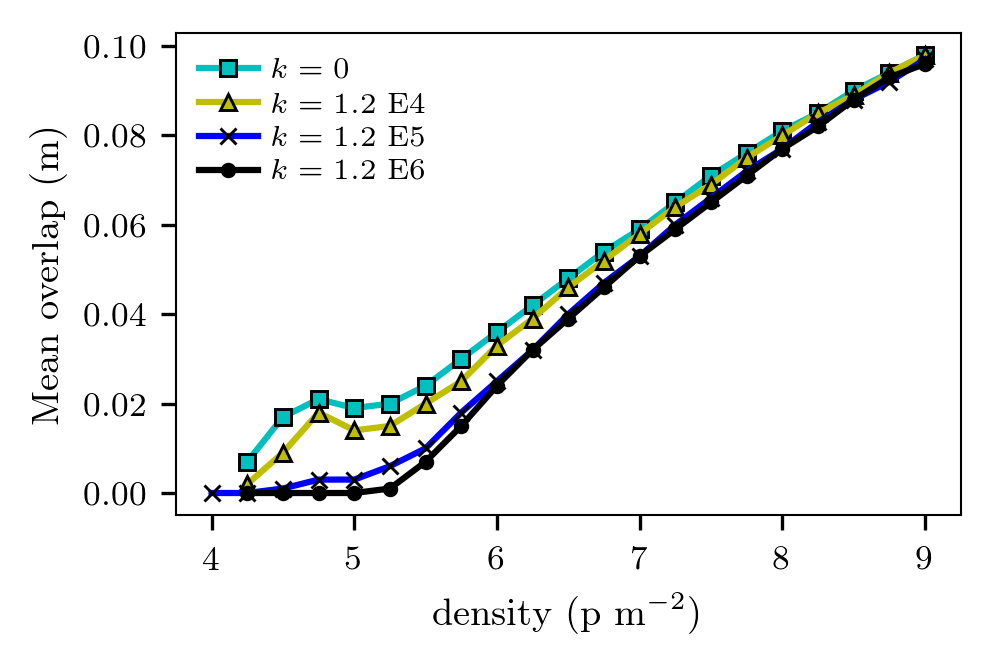 0.10
0.08
0.06
0.04
0.02
0.00
Mean overlap (m)
k = 0
k = 1.2 E4
k = 1.2 E5
k = 1.2 E6
4 5 6 7 8 9
density (p m⁻²)